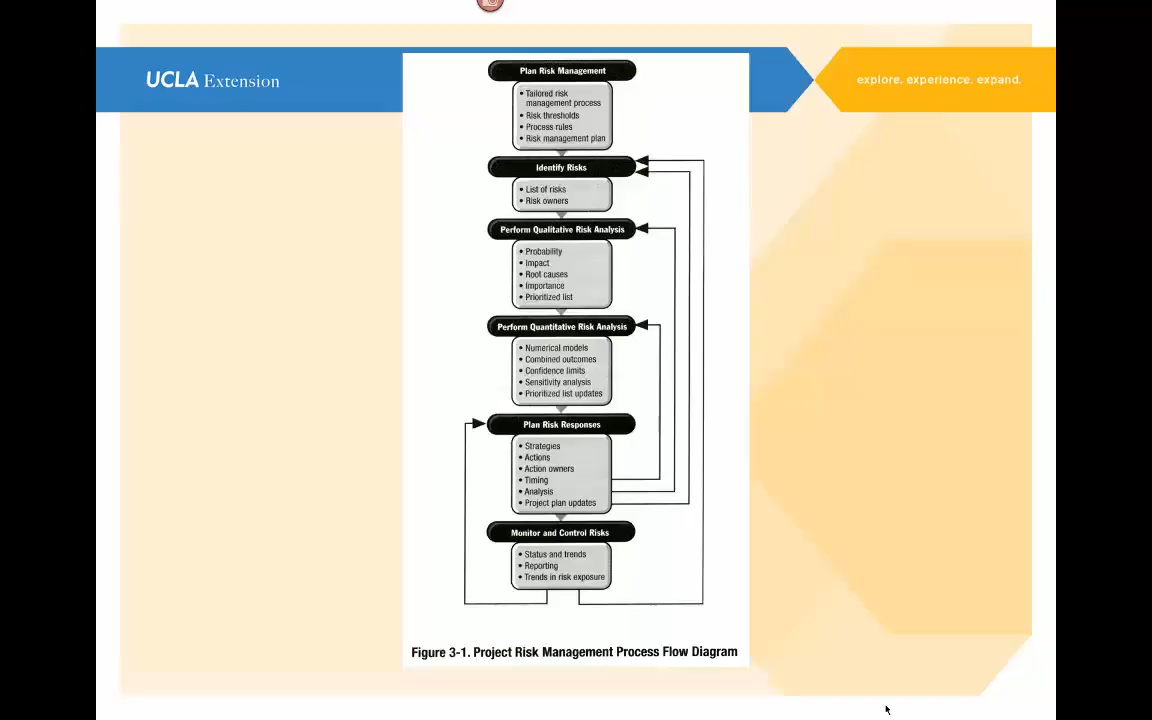 UCLA Extension
explore. experience. expand.
Plan Risk Management
• Tailored risk
management process
• Risk thresholds
• Process rules
• Risk management plan
Identify Risks
• List of risks
• Risk owners
Perform Qualitative Risk Analysis
• Probability
• Impact
• Root causes
• Importance
• Prioritized list
Perform Quantitative Risk Analysis
• Numerical models
• Combined outcomes
• Confidence limits
• Sensitivity analysis
• Prioritized list updates
Plan Risk Responses
• Strategies
• Actions
• Action owners
• Timing
• Analysis
• Project plan updates
Monitor and Control Risks
• Status and trends
• Reporting
• Trends in risk exposure
Figure 3-1. Project Risk Management Process Flow Diagram